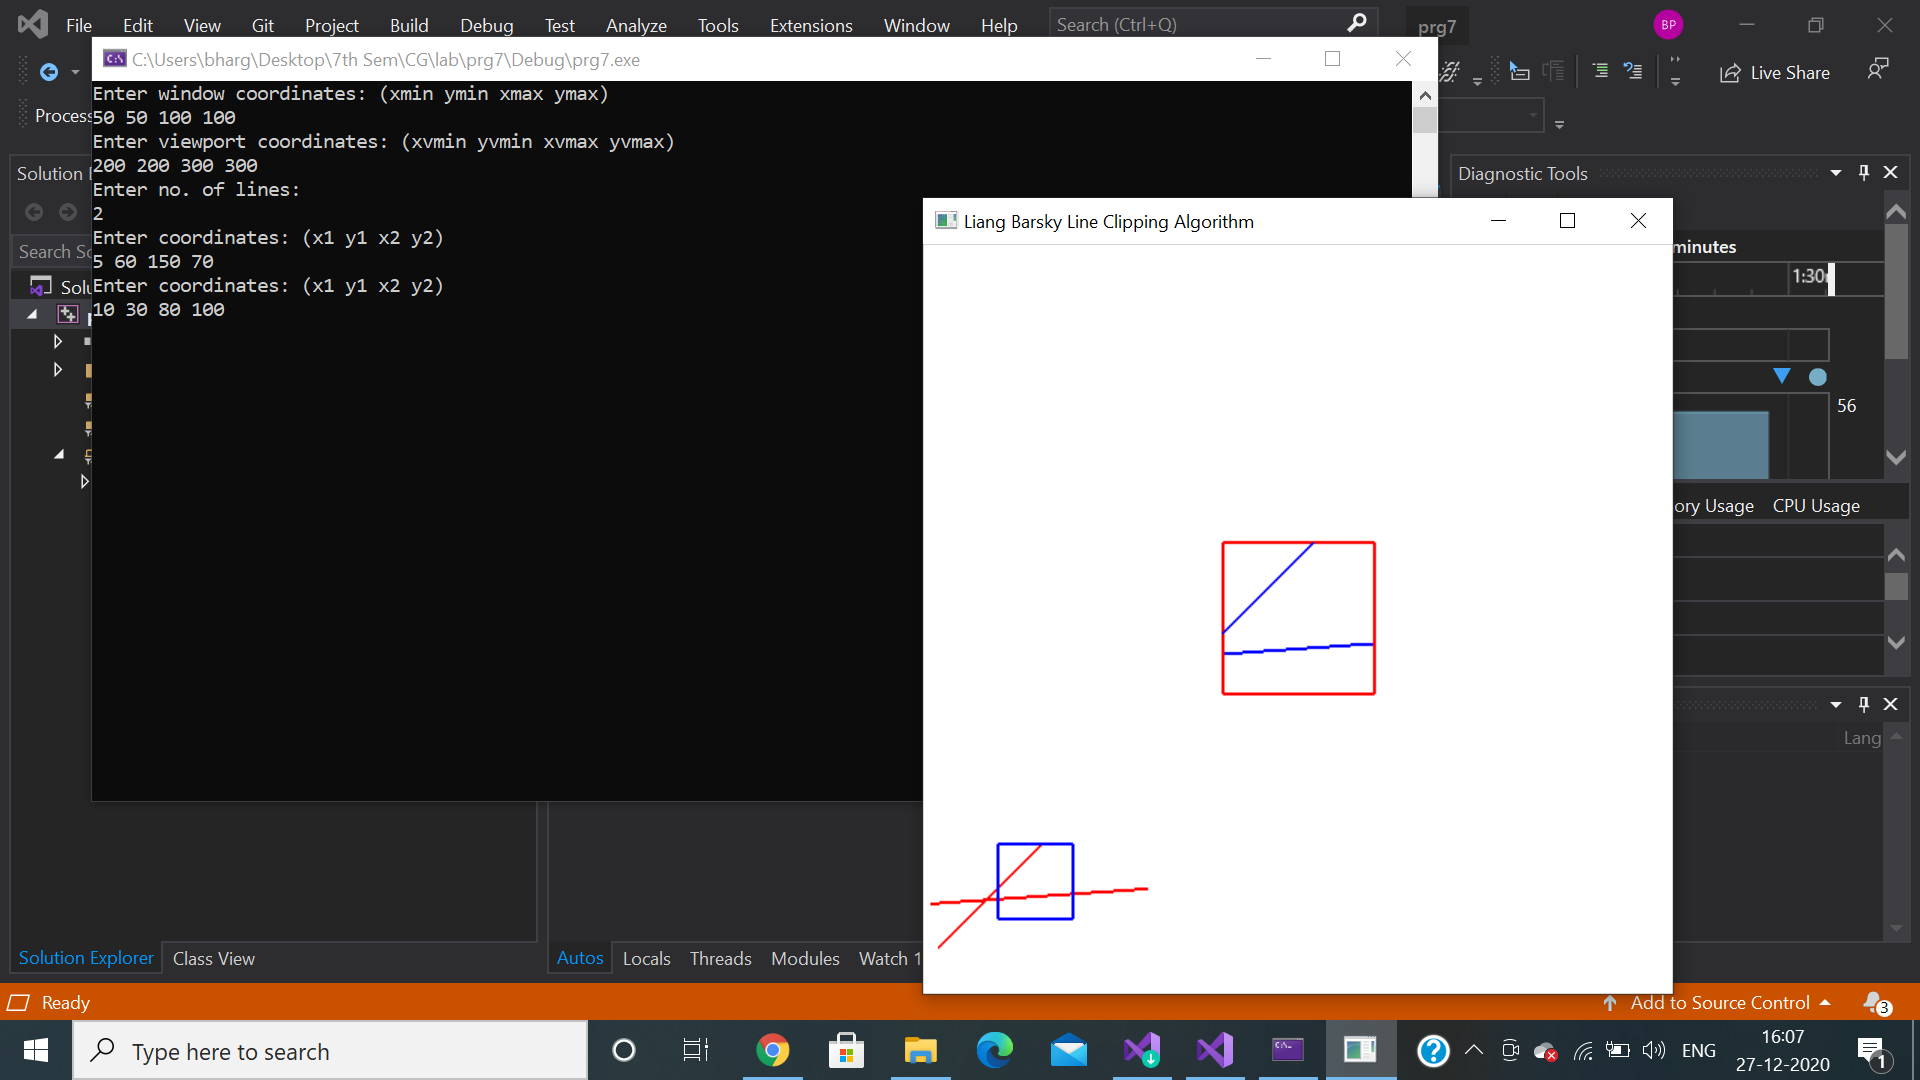 File Edit View Git Project Build Debug Test Analyze Tools Extensions Window Help Search (Ctrl+Q) prg7 BP
C:\Users\bharg\Desktop\7th Sem\CG\lab\prg7\Debug\prg7.exe
Live Share
Enter window coordinates: (xmin ymin xmax ymax)
50 50 100 100
Enter viewport coordinates: (xvmin yvmin xvmax yvmax)
200 200 300 300
Enter no. of lines:
2
Enter coordinates: (x1 y1 x2 y2)
5 60 150 70
Enter coordinates: (x1 y1 x2 y2)
10 30 80 100
Solution
Diagnostic Tools
Liang Barsky Line Clipping Algorithm
minutes
1:30
56
Usage CPU Usage
Lang
Solution Explorer Class View
Autos Locals Threads Modules Watch 1
Ready
Add to Source Control
3
Type here to search
C:\
ENG
16:07
27-12-2020
1